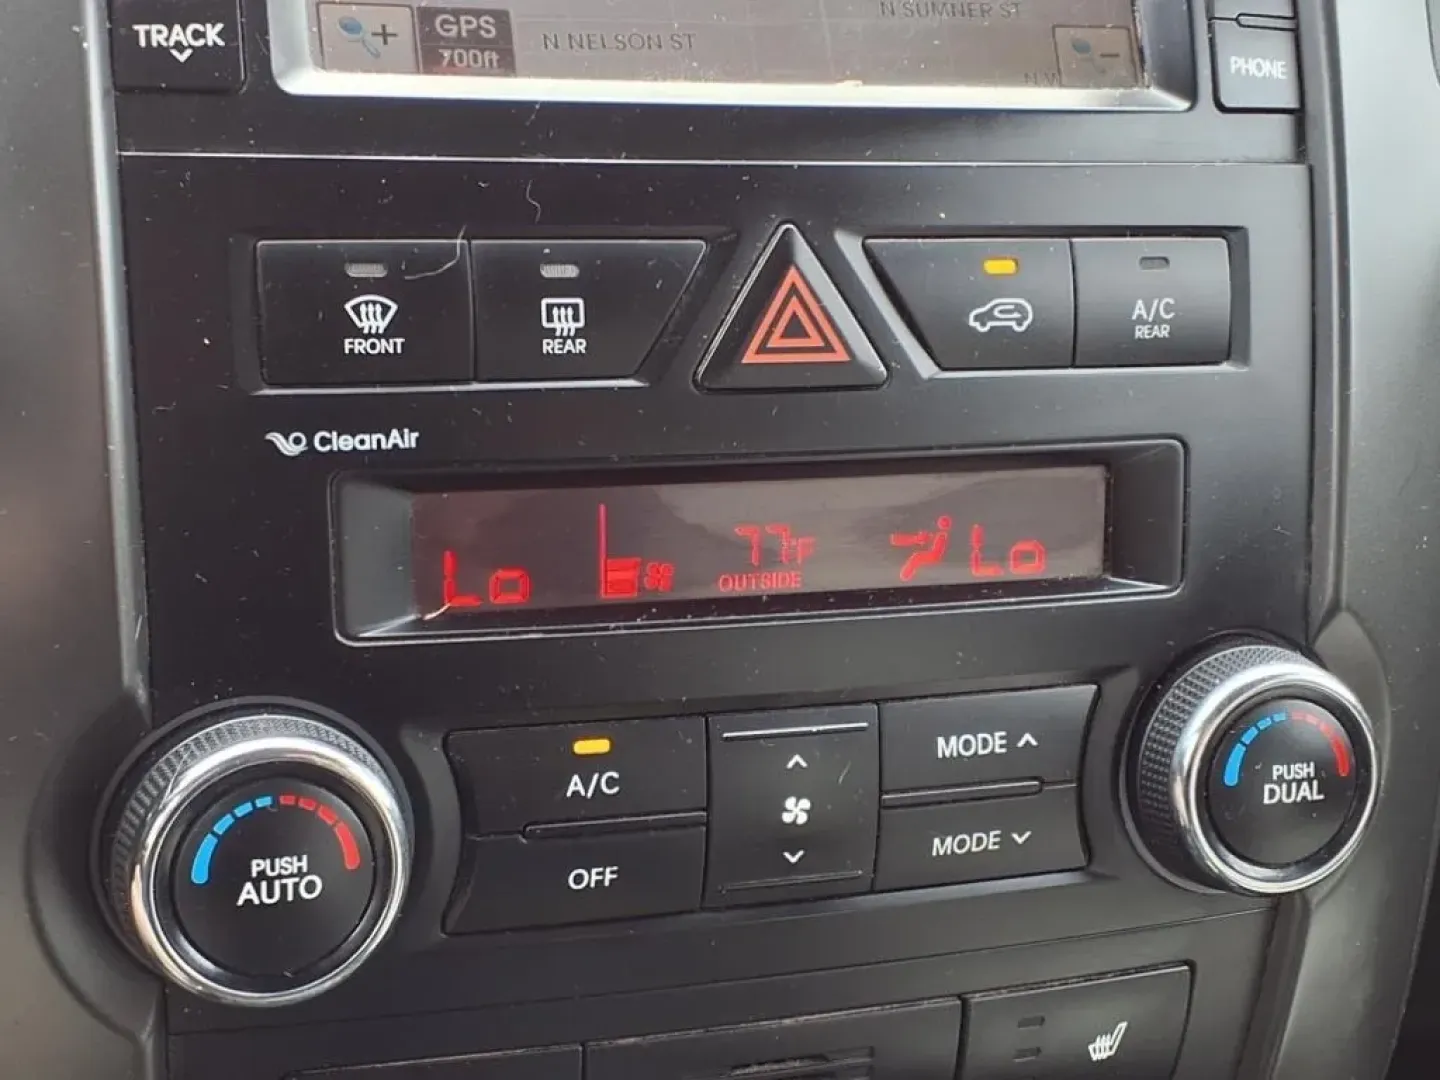 N SUMNER ST
TRACK
GPS
700ft
N NELSON ST
PHONE
FRONT
REAR
A/C
REAR
CleanAir
Lo
77°F
OUTSIDE
Lo
A/C
OFF
MODE
MODE
PUSH
AUTO
PUSH
DUAL